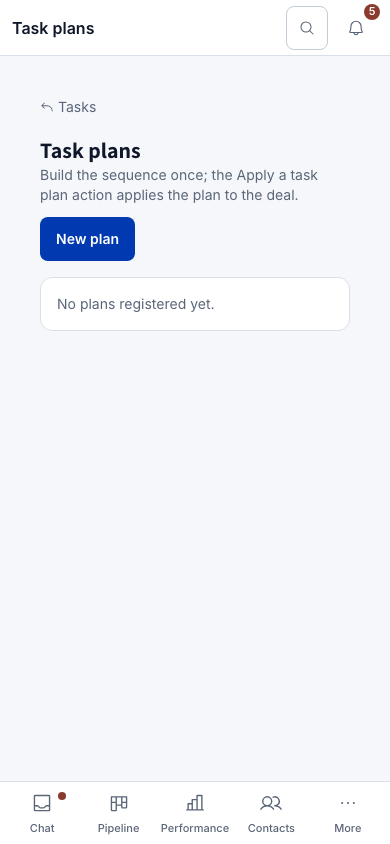 Task plans
5
Tasks
Task plans
Build the sequence once; the Apply a task
plan action applies the plan to the deal.
New plan
No plans registered yet.
Chat
Pipeline
Performance
Contacts
More